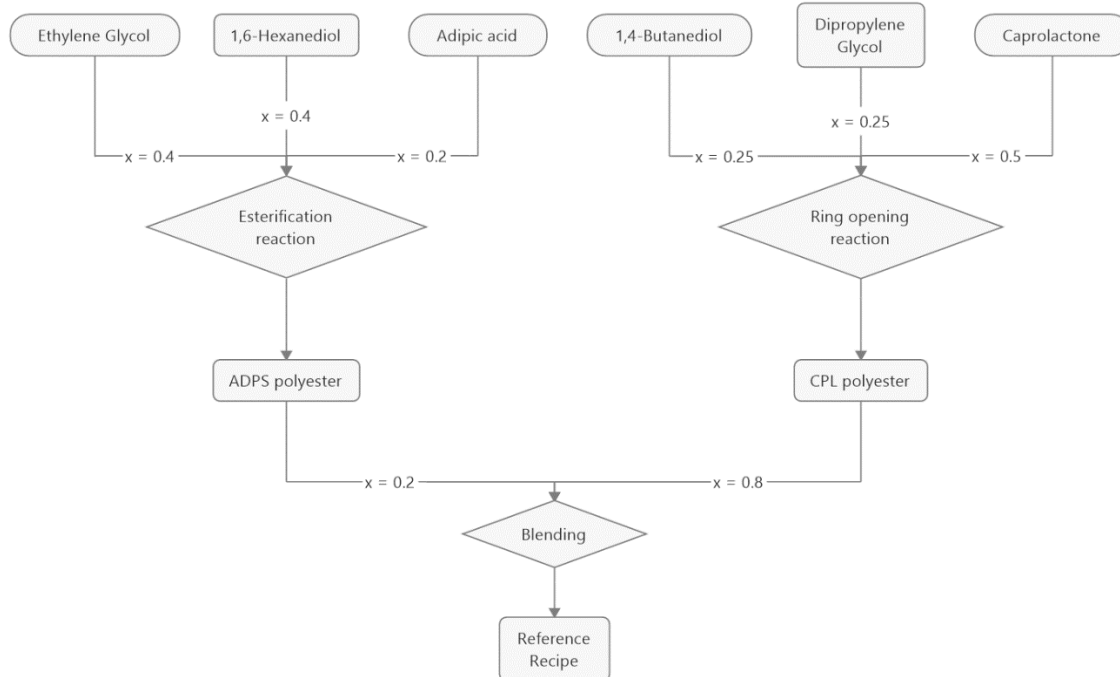 Ethylene Glycol
1,6-Hexanediol
Adipic acid
1,4-Butanediol
Dipropylene
Glycol
Caprolactone
x = 0.4
x = 0.4
x = 0.2
x = 0.25
x = 0.25
x = 0.5
Esterification
reaction
Ring opening
reaction
ADPS polyester
CPL polyester
x = 0.2
x = 0.8
Blending
Reference
Recipe